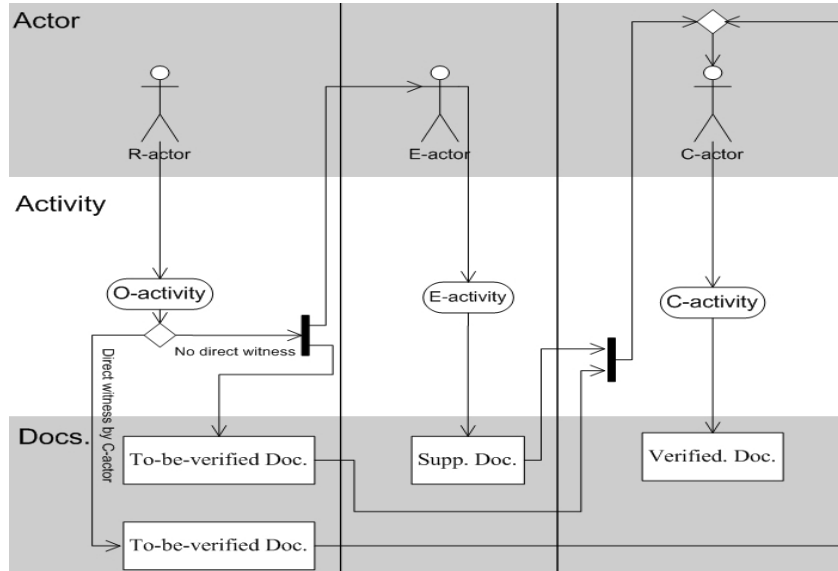 Actor
R-actor
E-actor
C-actor
Activity
O-activity
E-activity
C-activity
No direct witness
Direct witness by C-actor
Docs.
To-be-verified Doc.
Supp. Doc.
Verified. Doc.
To-be-verified Doc.